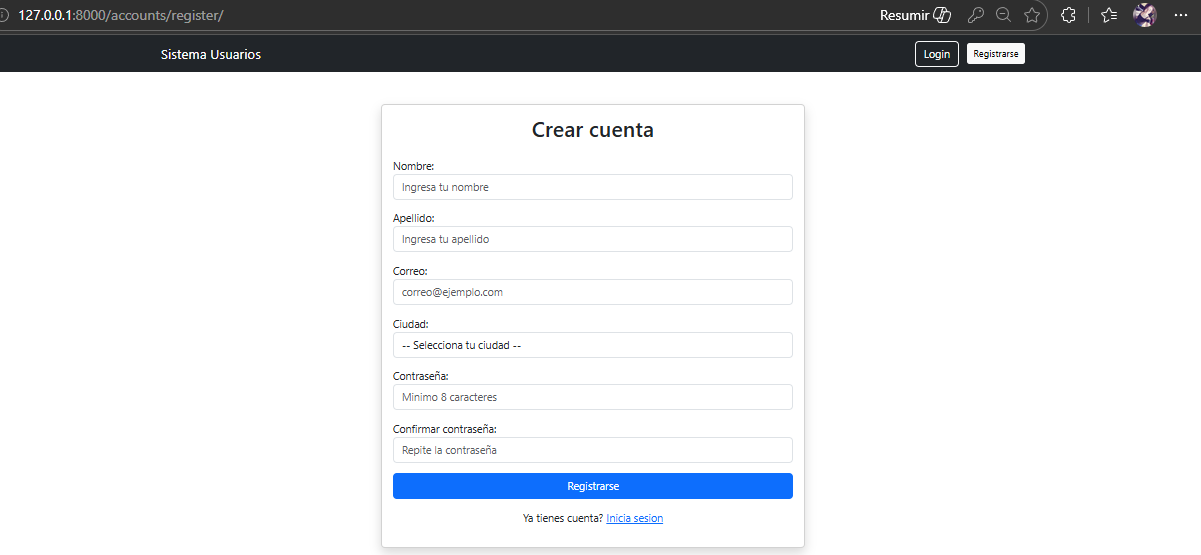 127.0.0.1:8000/accounts/register/ Resumir
Sistema Usuarios Login Registrarse
Crear cuenta
Nombre:
Ingresa tu nombre
Apellido:
Ingresa tu apellido
Correo:
correo@ejemplo.com
Ciudad:
-- Selecciona tu ciudad --
Contraseña:
Minimo 8 caracteres
Confirmar contraseña:
Repite la contraseña
Registrarse
Ya tienes cuenta? Inicia sesion